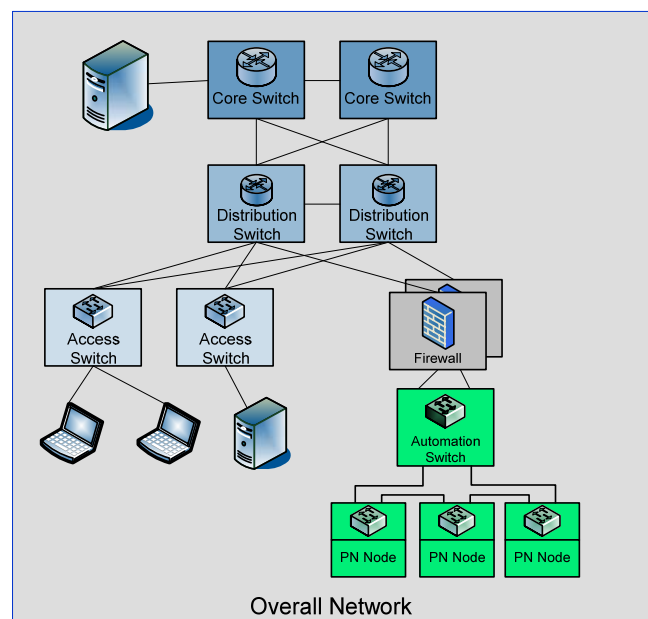 Core Switch
Core Switch
Distribution
Switch
Distribution
Switch
Access
Switch
Access
Switch
Firewall
Automation
Switch
PN Node
PN Node
PN Node
Overall Network